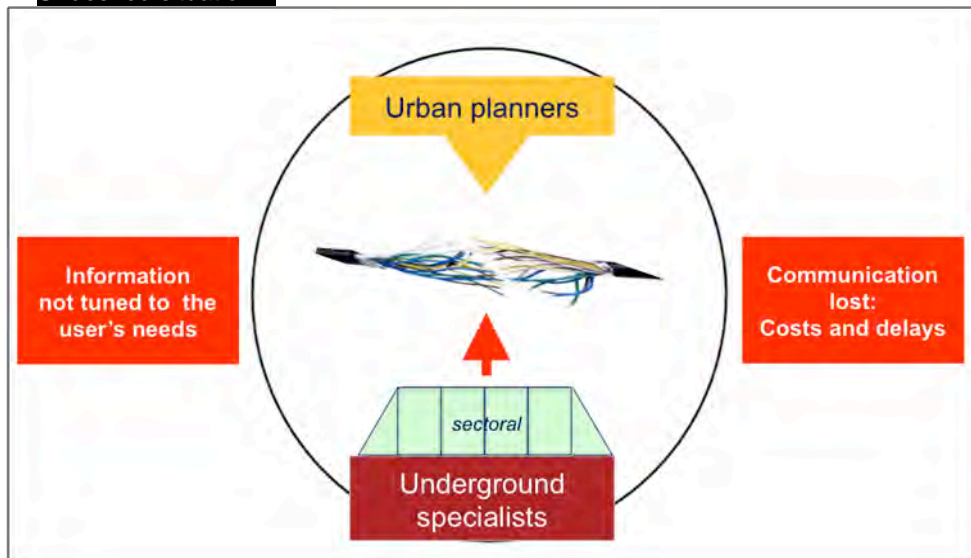 Urban planners
Information
not tuned to the
user's needs
Communication
lost:
Costs and delays
sectoral
Underground
specialists